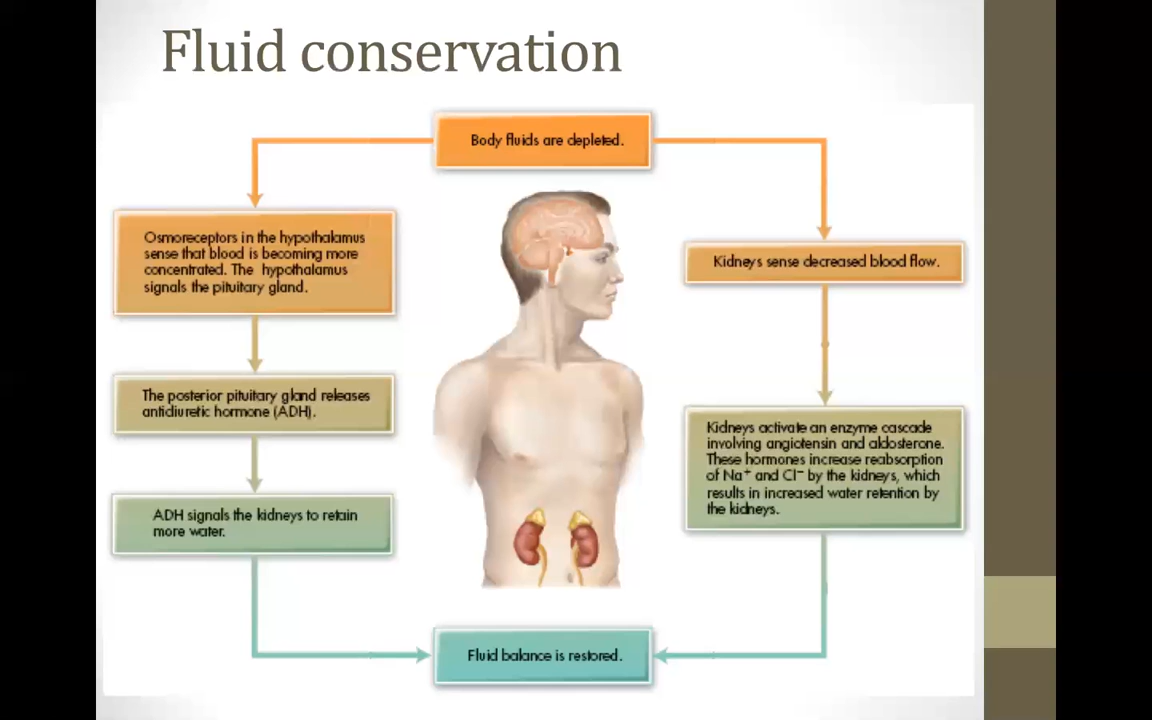 Fluid conservation
Body fluids are depleted.
Osmoreceptors in the hypothalamus
sense that blood is becoming more
concentrated. The hypothalamus
signals the pituitary gland.
The posterior pituitary gland releases
antidiuretic hormone (ADH).
ADH signals the kidneys to retain
more water.
Kidneys sense decreased blood flow.
Kidneys activate an enzyme cascade
involving angiotensin and aldosterone.
These hormones increase reabsorption
of Na⁺ and Cl⁻ by the kidneys, which
results in increased water retention by
the kidneys.
Fluid balance is restored.